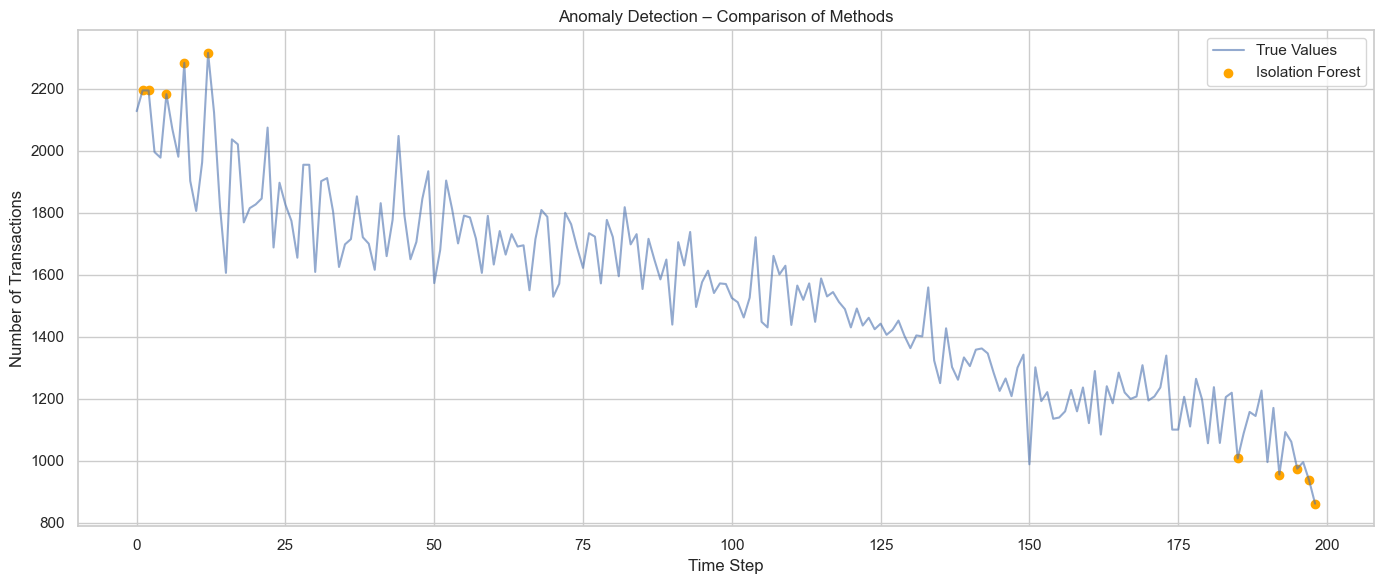 Anomaly Detection – Comparison of Methods
True Values
Isolation Forest
Number of Transactions
2200
2000
1800
1600
1400
1200
1000
800
0 25 50 75 100 125 150 175 200
Time Step